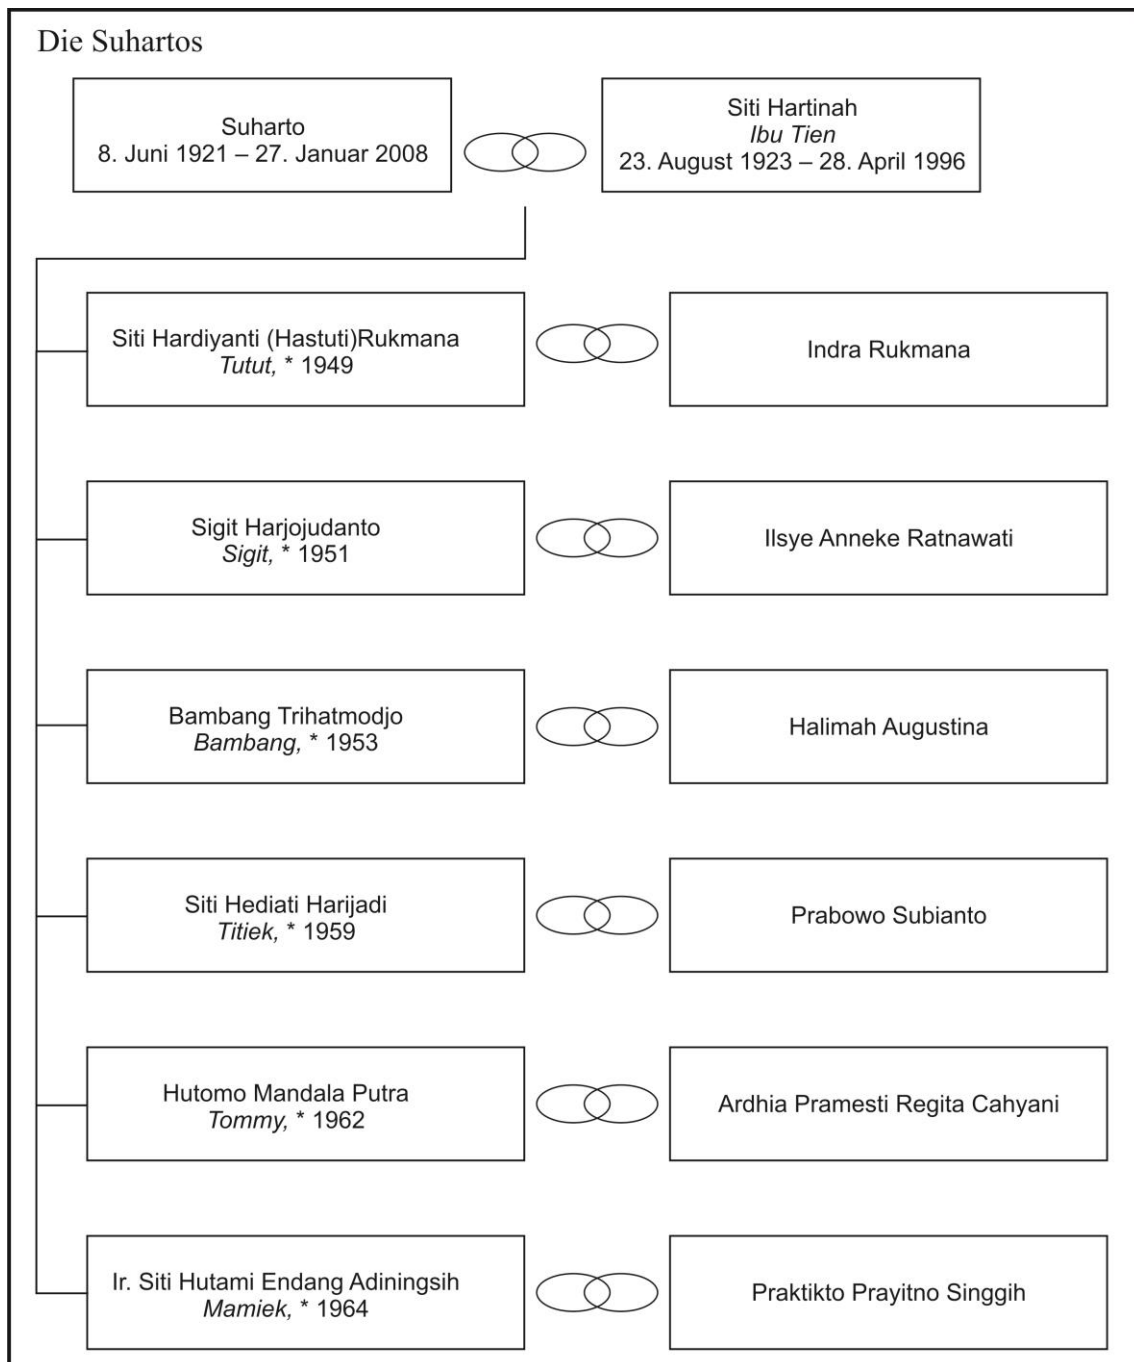 Die Suhartos
Suharto
8. Juni 1921 – 27. Januar 2008
Siti Hartinah
Ibu Tien
23. August 1923 – 28. April 1996
Siti Hardiyanti (Hastuti)Rukmana
Tutut, * 1949
Indra Rukmana
Sigit Harjojudanto
Sigit, * 1951
Ilsye Anneke Ratnawati
Bambang Trihatmodjo
Bambang, * 1953
Halimah Augustina
Siti Hediati Harijadi
Titiek, * 1959
Prabowo Subianto
Hutomo Mandala Putra
Tommy, * 1962
Ardhia Pramesti Regita Cahyani
Ir. Siti Hutami Endang Adiningsih
Mamiek, * 1964
Praktikto Prayitno Singgih